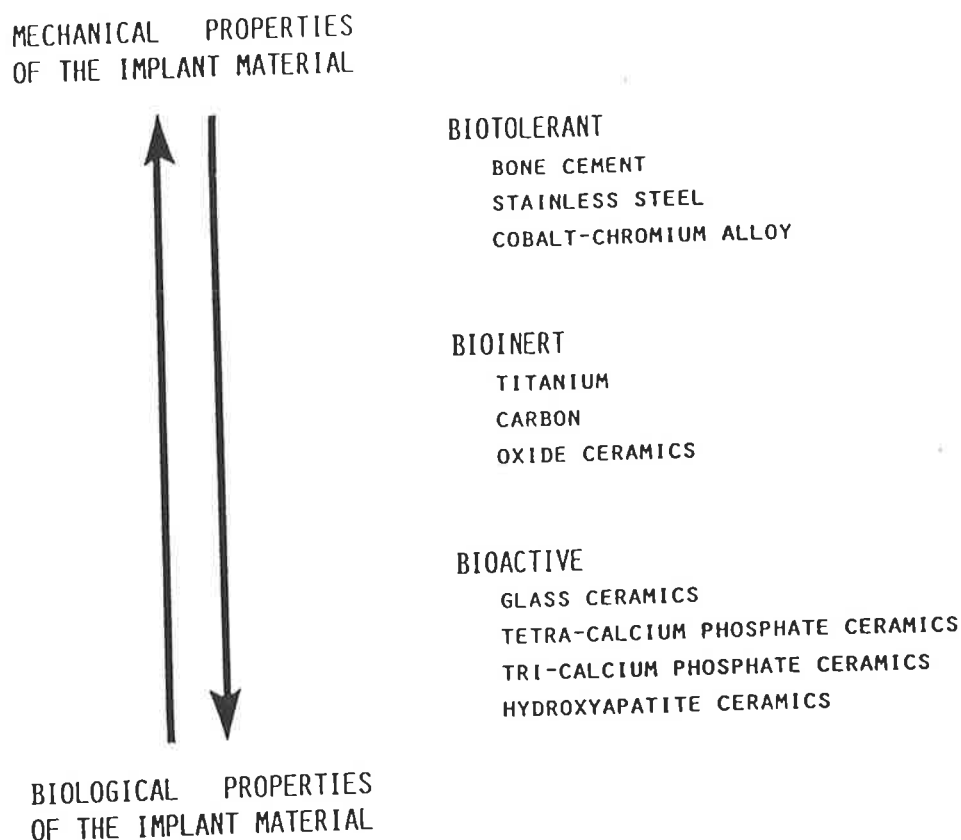 MECHANICAL PROPERTIES
OF THE IMPLANT MATERIAL
BIOTOLERANT
BONE CEMENT
STAINLESS STEEL
COBALT-CHROMIUM ALLOY
BIOINERT
TITANIUM
CARBON
OXIDE CERAMICS
BIOACTIVE
GLASS CERAMICS
TETRA-CALCIUM PHOSPHATE CERAMICS
TRI-CALCIUM PHOSPHATE CERAMICS
HYDROXYAPATITE CERAMICS
BIOLOGICAL PROPERTIES
OF THE IMPLANT MATERIAL